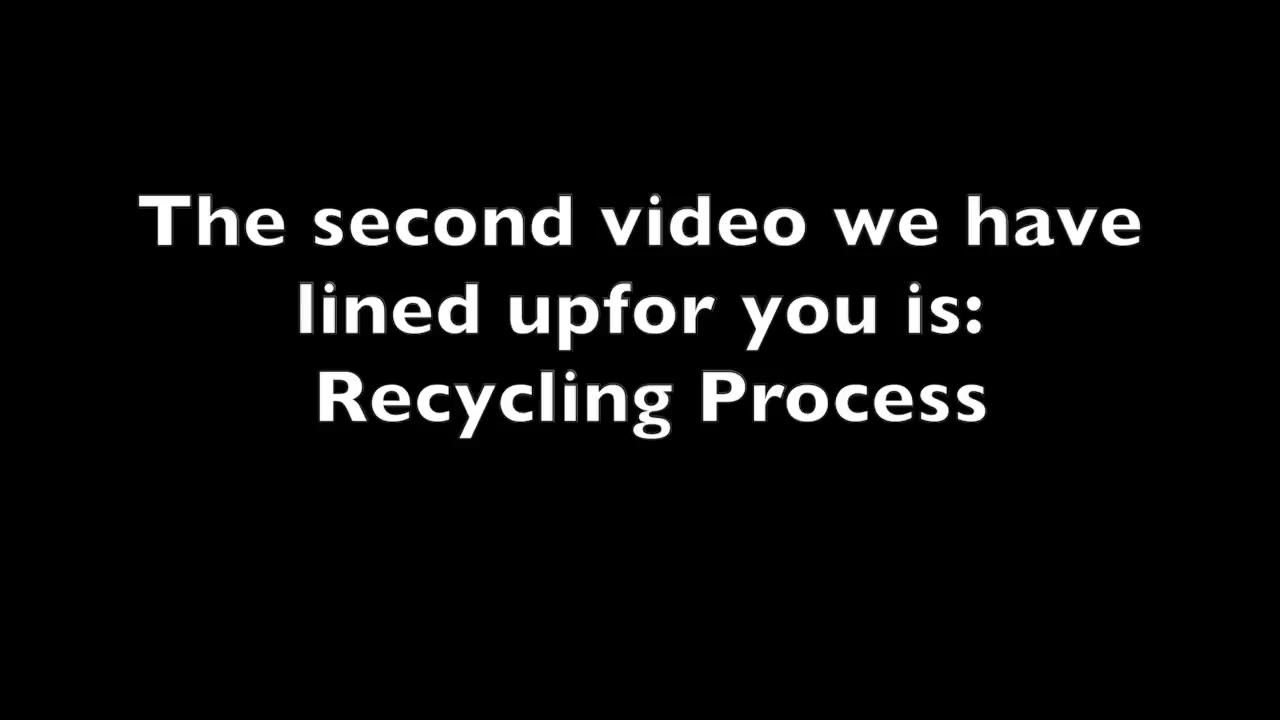 The second video we have
lined upfor you is:
Recycling Process